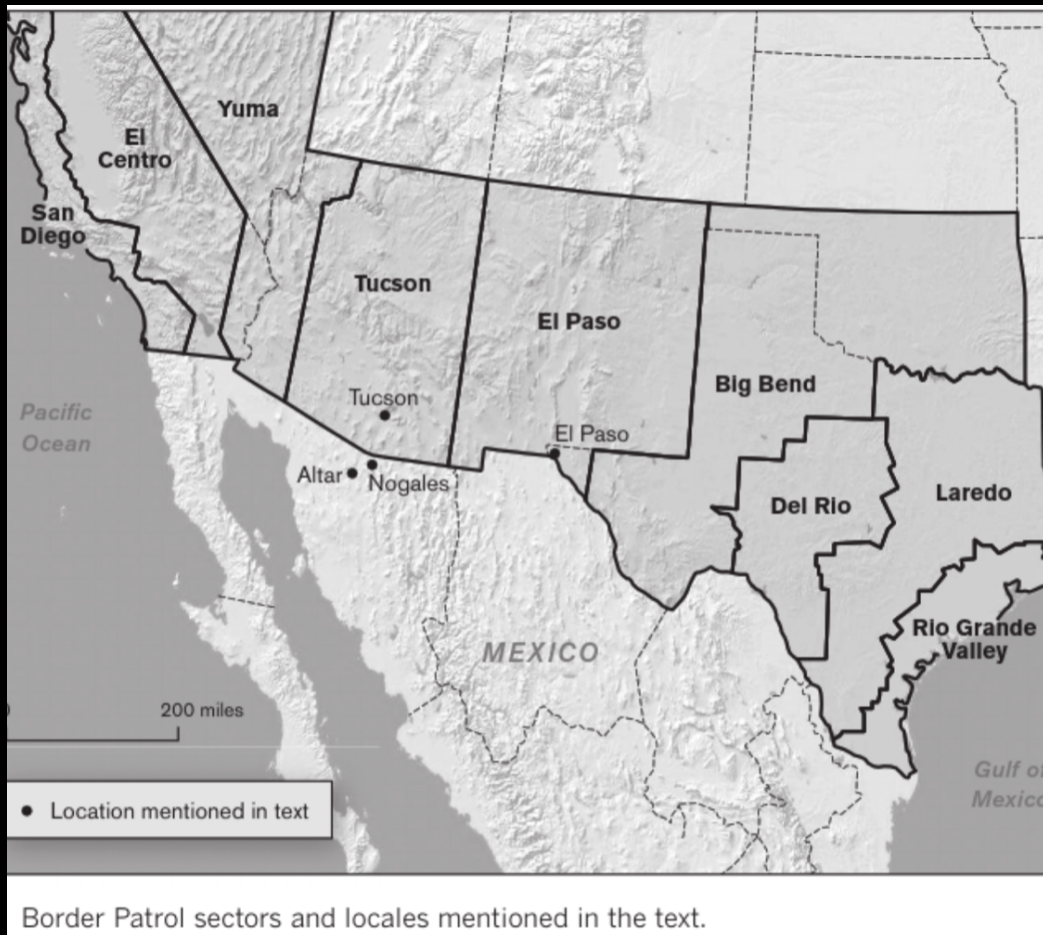 Yuma
El
Centro
San
Diego
Tucson
El Paso
Big Bend
Tucson
El Paso
Pacific
Ocean
Altar
Nogales
Del Rio
Laredo
Rio Grande
Valley
MEXICO
200 miles
Gulf of
Mexico
Location mentioned in text
Border Patrol sectors and locales mentioned in the text.